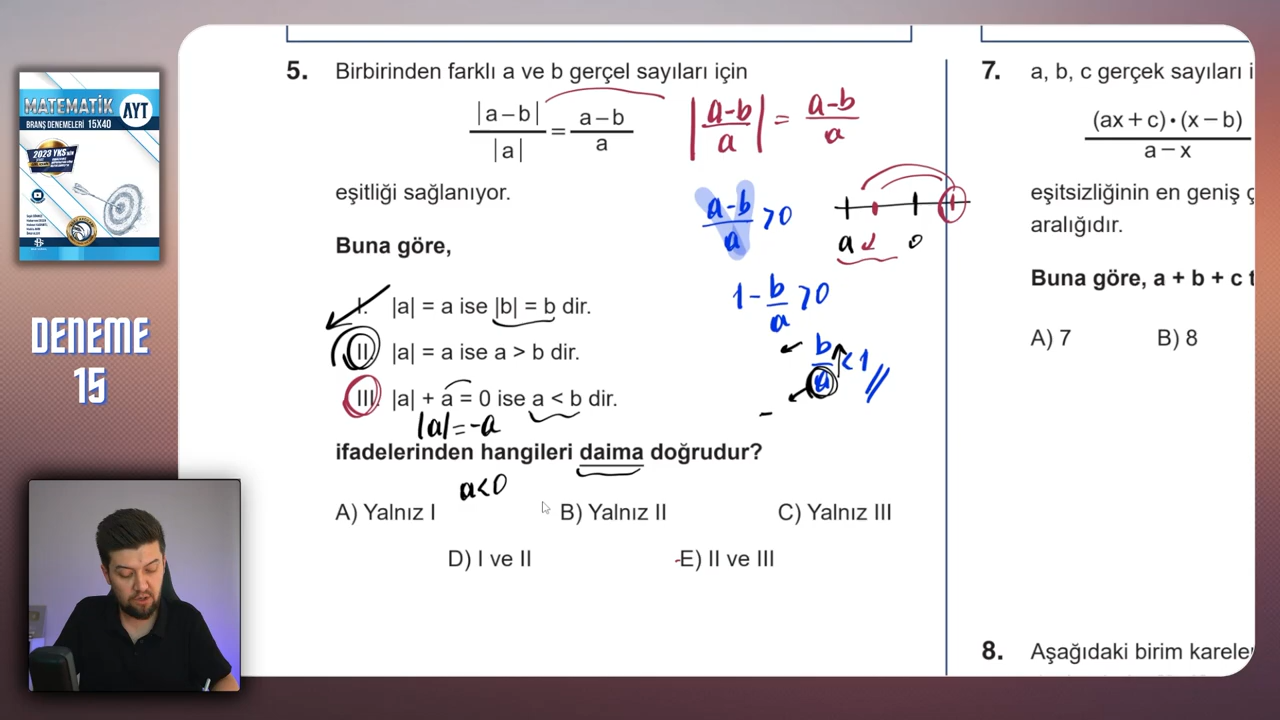 MATEMATİK AYT
BRANŞ DENEMELERİ 15X40
2023 YKS'NİN
DENEME
15
5. Birbirinden farklı a ve b gerçel sayıları için
|a – b| / |a| = a – b / a
|a-b / a| = a-b / a
eşitliği sağlanıyor.
a-b / a > 0
a 0
Buna göre,
1 - b / a > 0
I. |a| = a ise |b| = b dir.
II. |a| = a ise a > b dir.
b / a < 1 //
III. |a| + a = 0 ise a < b dir.
-
|a| = -a
ifadelerinden hangileri daima doğrudur?
a<0
A) Yalnız I B) Yalnız II C) Yalnız III
D) I ve II E) II ve III
7. a, b, c gerçek sayıları i
(ax + c) • (x – b) / a – x
eşitsizliğinin en geniş ç
aralığıdır.
Buna göre, a + b + c t
A) 7 B) 8
8. Aşağıdaki birim karele